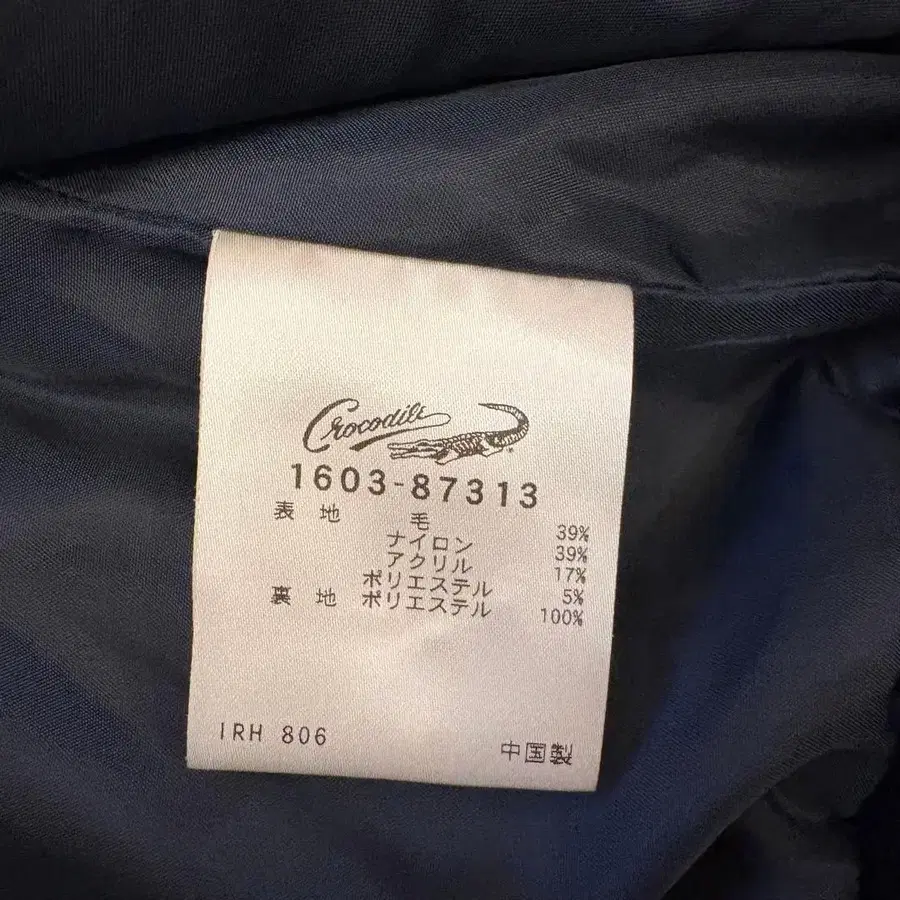 Crocodile
1603-87313
表地 毛 39%
ナイロン 39%
アクリル 17%
ポリエステル 5%
裏地 ポリエステル 100%
IRH 806
中国製